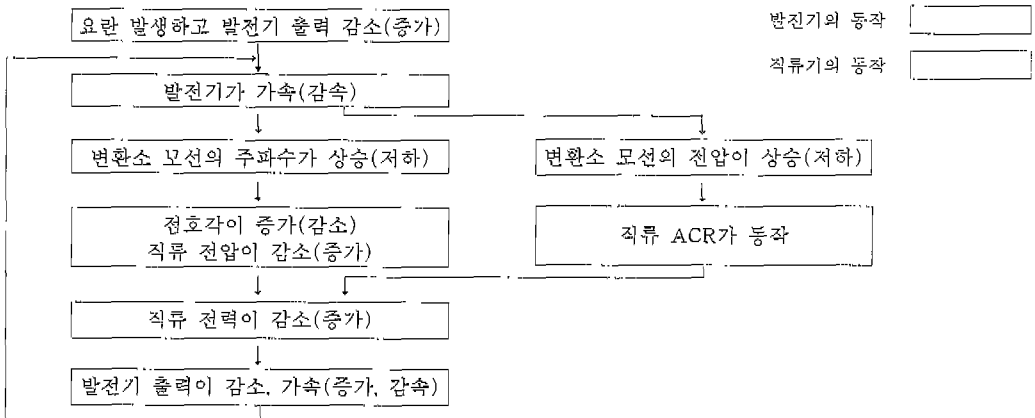 요란 발생하고 발전기 출력 감소(증가)
발전기의 동작
직류기의 동작
발전기가 가속(감속)
변환소 모선의 주파수가 상승(저하)
변환소 모선의 전압이 상승(저하)
점호각이 증가(감소)
직류 전압이 감소(증가)
직류 ACR가 동작
직류 전력이 감소(증가)
발전기 출력이 감소, 가속(증가, 감속)